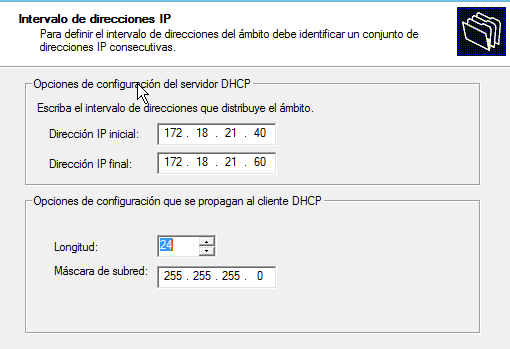 Intervalo de direcciones IP
Para definir el intervalo de direcciones del ámbito debe identificar un conjunto de
direcciones IP consecutivas.
Opciones de configuración del servidor DHCP
Escriba el intervalo de direcciones que distribuye el ámbito.
Dirección IP inicial: 172 . 18 . 21 . 40
Dirección IP final: 172 . 18 . 21 . 60
Opciones de configuración que se propagan al cliente DHCP
Longitud: 24
Máscara de subred: 255 . 255 . 255 . 0